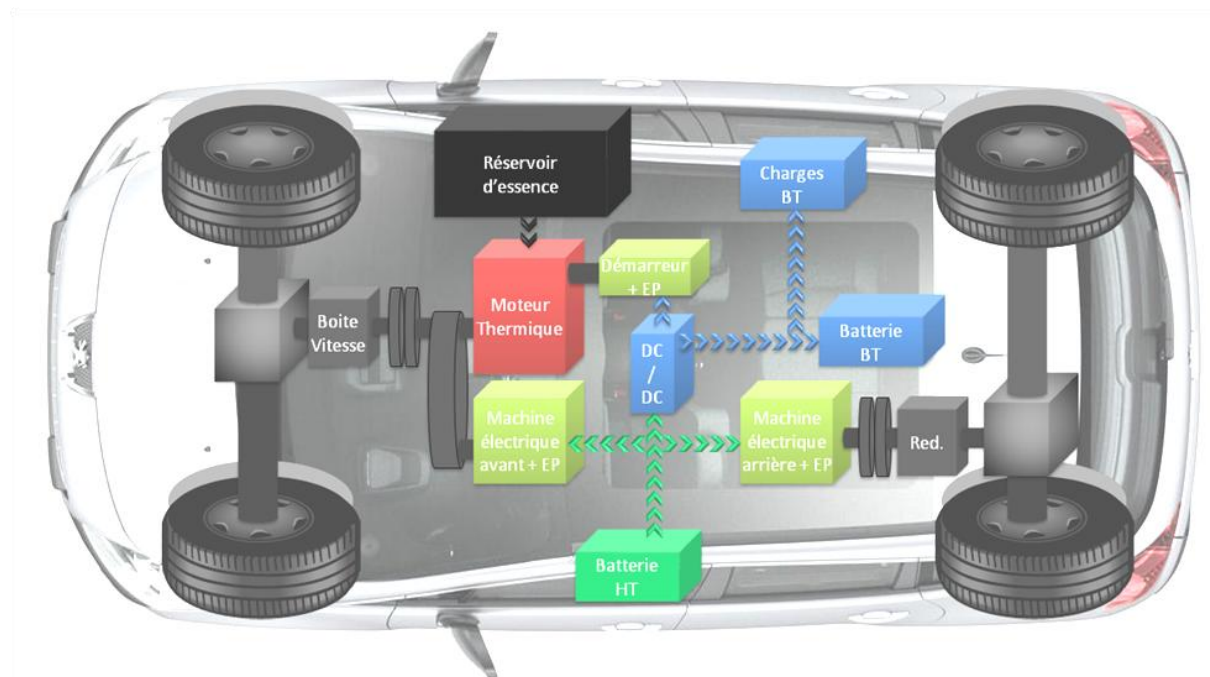 Réservoir
d'essence
Charges
BT
Démarreur
+ EP
Moteur
Thermique
Boite
Vitesse
DC
/
DC
Batterie
BT
Machine
électrique
avant + EP
Machine
électrique
arrière + EP
Red.
Batterie
HT